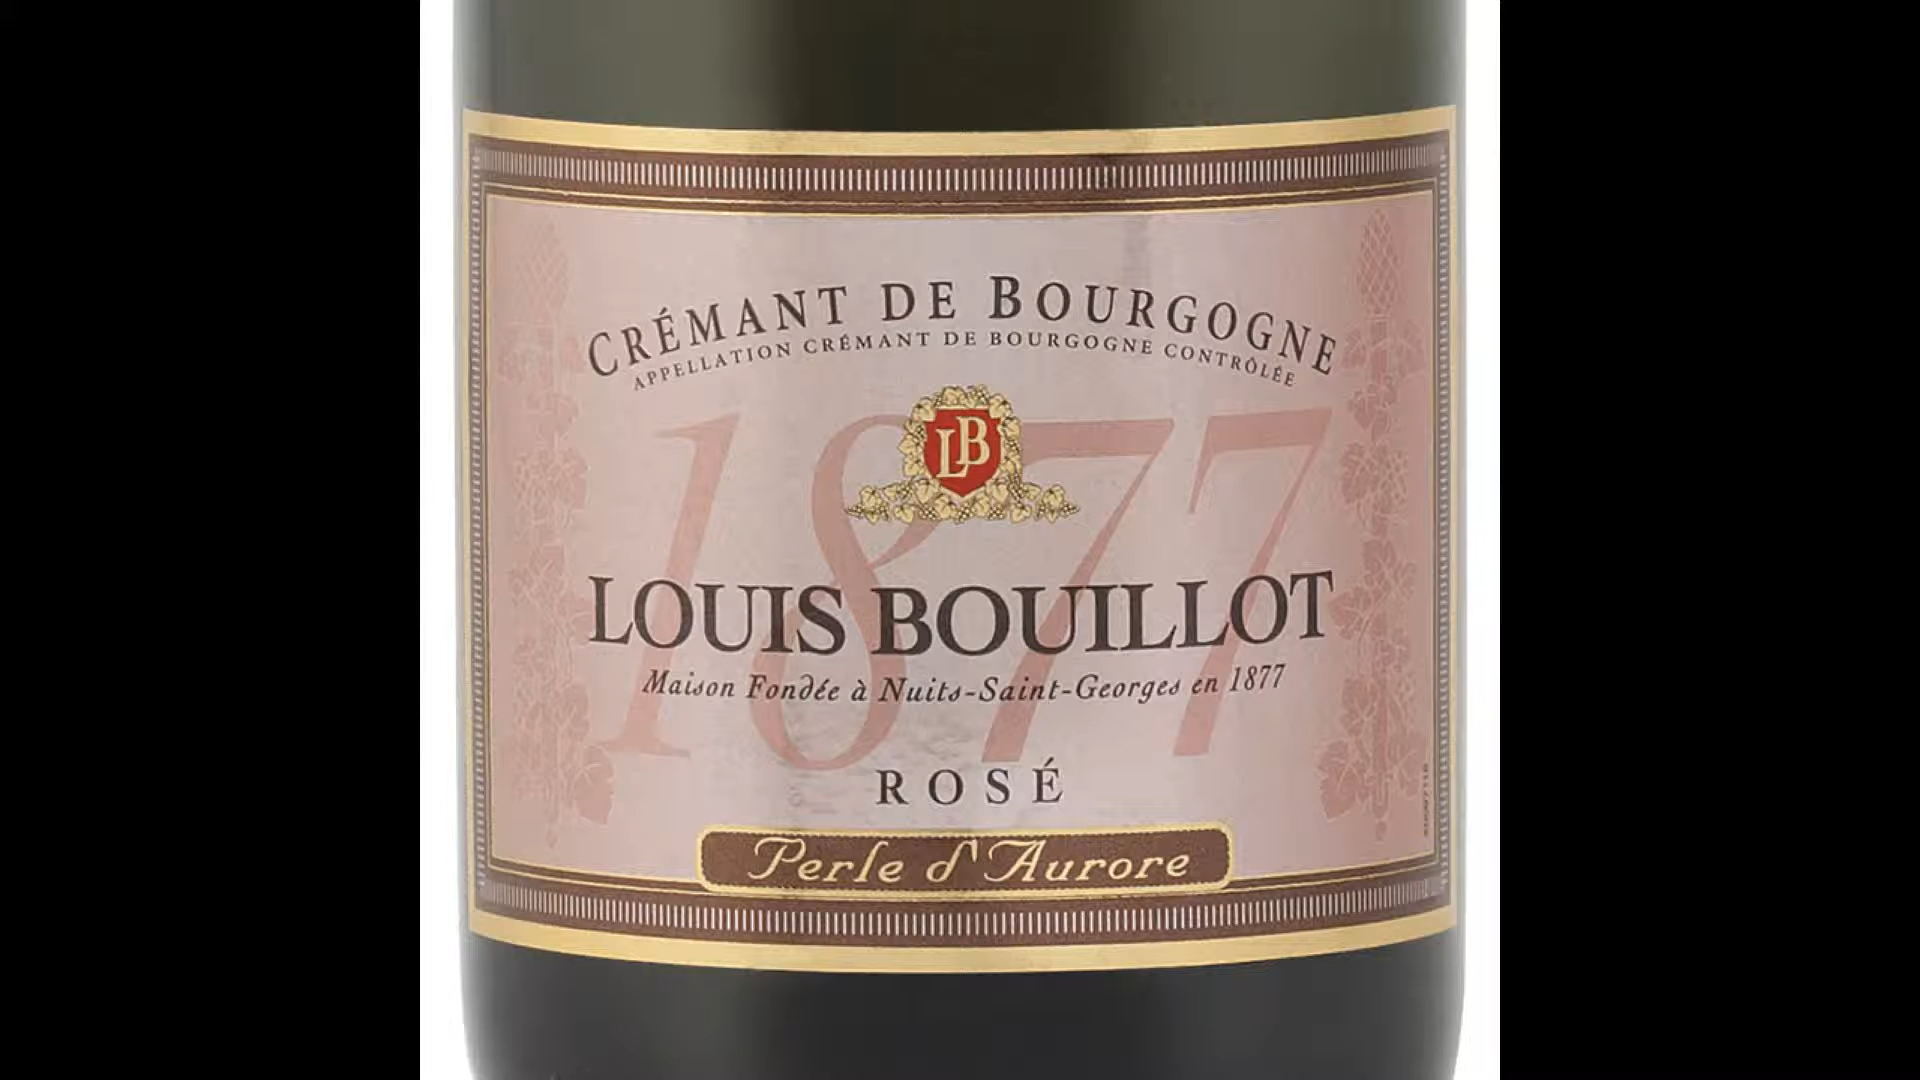 CRÉMANT DE BOURGOGNE
APPELLATION CRÉMANT DE BOURGOGNE CONTRÔLÉE
1877
LB
LOUIS BOUILLOT
Maison Fondée à Nuits-Saint-Georges en 1877
ROSÉ
Perle d'Aurore